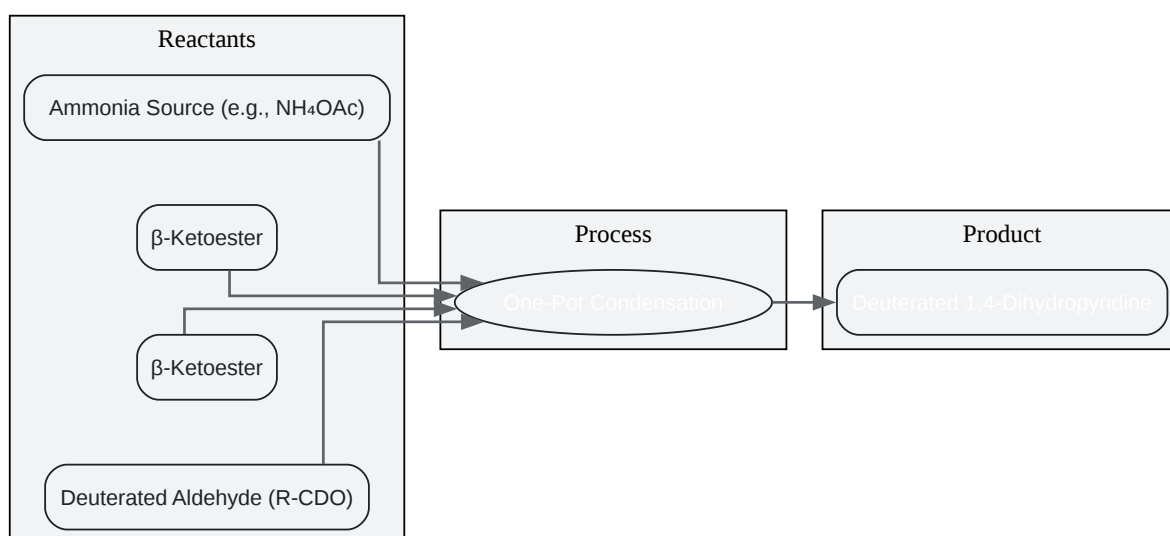 Reactants
Ammonia Source (e.g., NH₄OAc)
β-Ketoester
β-Ketoester
Deuterated Aldehyde (R-CDO)
Process
One-Pot Condensation
Product
Deuterated 1,4-Dihydropyridine